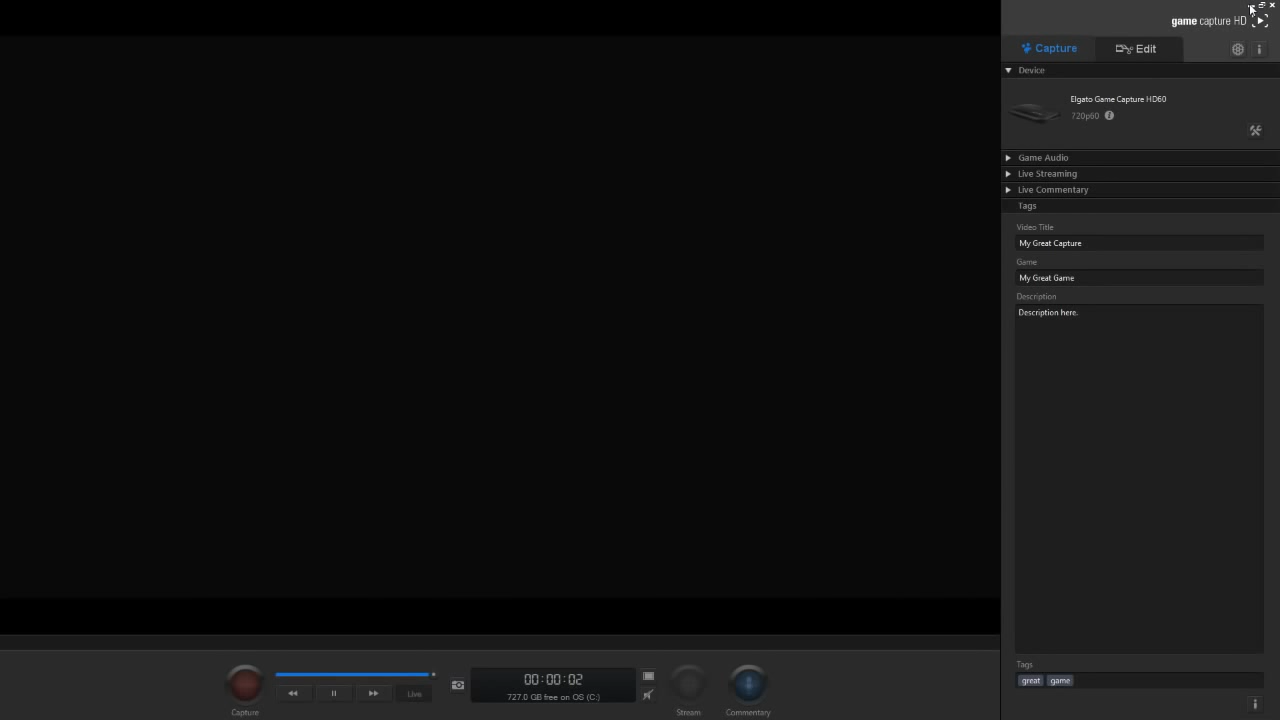 game capture HD
Capture
Edit
Device
Elgato Game Capture HD60
720p60
Game Audio
Live Streaming
Live Commentary
Tags
Video Title
My Great Capture
Game
My Great Game
Description
Description here.
Tags
great game
Live
00:00:02
727.0 GB free on OS (C:)
Capture
Stream
Commentary